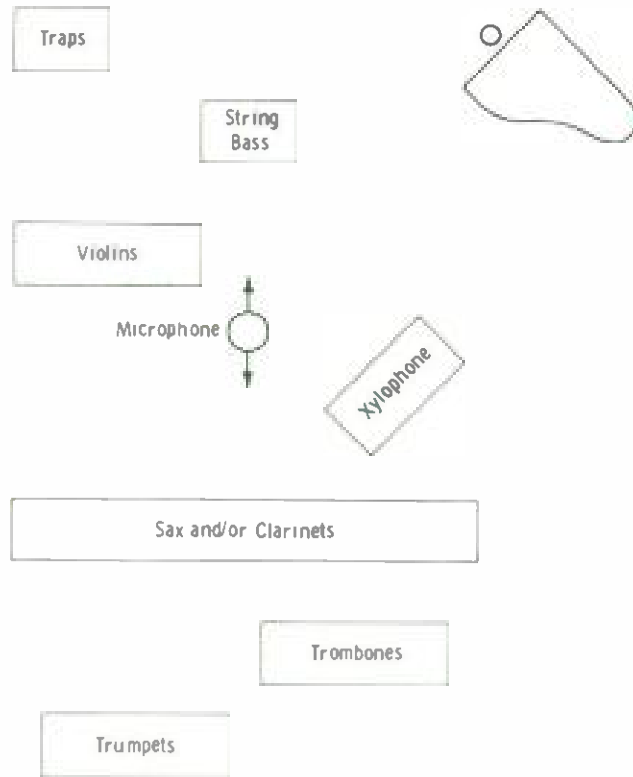 Traps
String
Bass
Violins
Microphone
Xylophone
Sax and/or Clarinets
Trombones
Trumpets